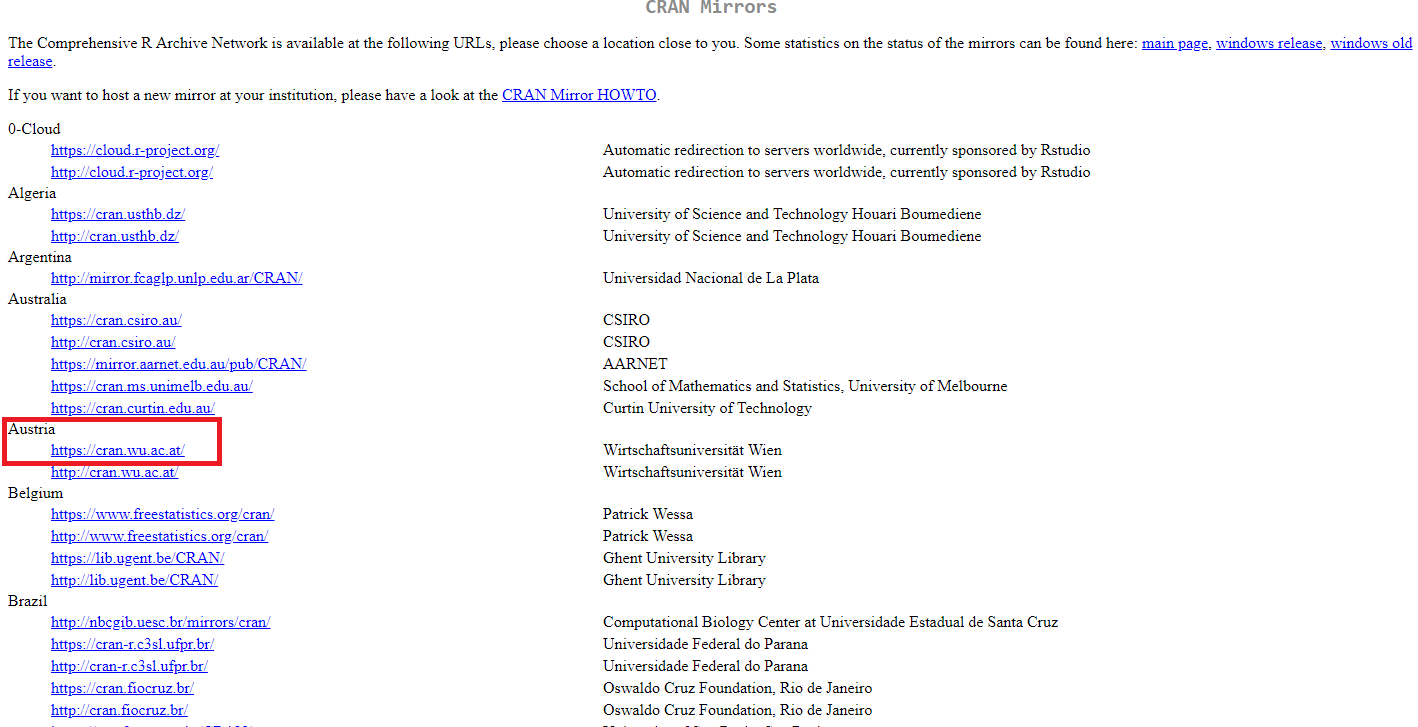 CRAN Mirrors
The Comprehensive R Archive Network is available at the following URLs, please choose a location close to you. Some statistics on the status of the mirrors can be found here: main page, windows release, windows old
release.
If you want to host a new mirror at your institution, please have a look at the CRAN Mirror HOWTO.
0-Cloud
https://cloud.r-project.org/ Automatic redirection to servers worldwide, currently sponsored by Rstudio
http://cloud.r-project.org/ Automatic redirection to servers worldwide, currently sponsored by Rstudio
Algeria
https://cran.usthb.dz/ University of Science and Technology Houari Boumediene
http://cran.usthb.dz/ University of Science and Technology Houari Boumediene
Argentina
http://mirror.fcaglp.unlp.edu.ar/CRAN/ Universidad Nacional de La Plata
Australia
https://cran.csiro.au/ CSIRO
http://cran.csiro.au/ CSIRO
https://mirror.aarnet.edu.au/pub/CRAN/ AARNET
https://cran.ms.unimelb.edu.au/ School of Mathematics and Statistics, University of Melbourne
https://cran.curtin.edu.au/ Curtin University of Technology
Austria
https://cran.wu.ac.at/ Wirtschaftsuniversität Wien
http://cran.wu.ac.at/ Wirtschaftsuniversität Wien
Belgium
https://www.freestatistics.org/cran/ Patrick Wessa
http://www.freestatistics.org/cran/ Patrick Wessa
https://lib.ugent.be/CRAN/ Ghent University Library
http://lib.ugent.be/CRAN/ Ghent University Library
Brazil
http://nbcgib.uesc.br/mirrors/cran/ Computational Biology Center at Universidade Estadual de Santa Cruz
https://cran-r.c3sl.ufpr.br/ Universidade Federal do Parana
http://cran-r.c3sl.ufpr.br/ Universidade Federal do Parana
https://cran.fiocruz.br/ Oswaldo Cruz Foundation, Rio de Janeiro
http://cran.fiocruz.br/ Oswaldo Cruz Foundation, Rio de Janeiro